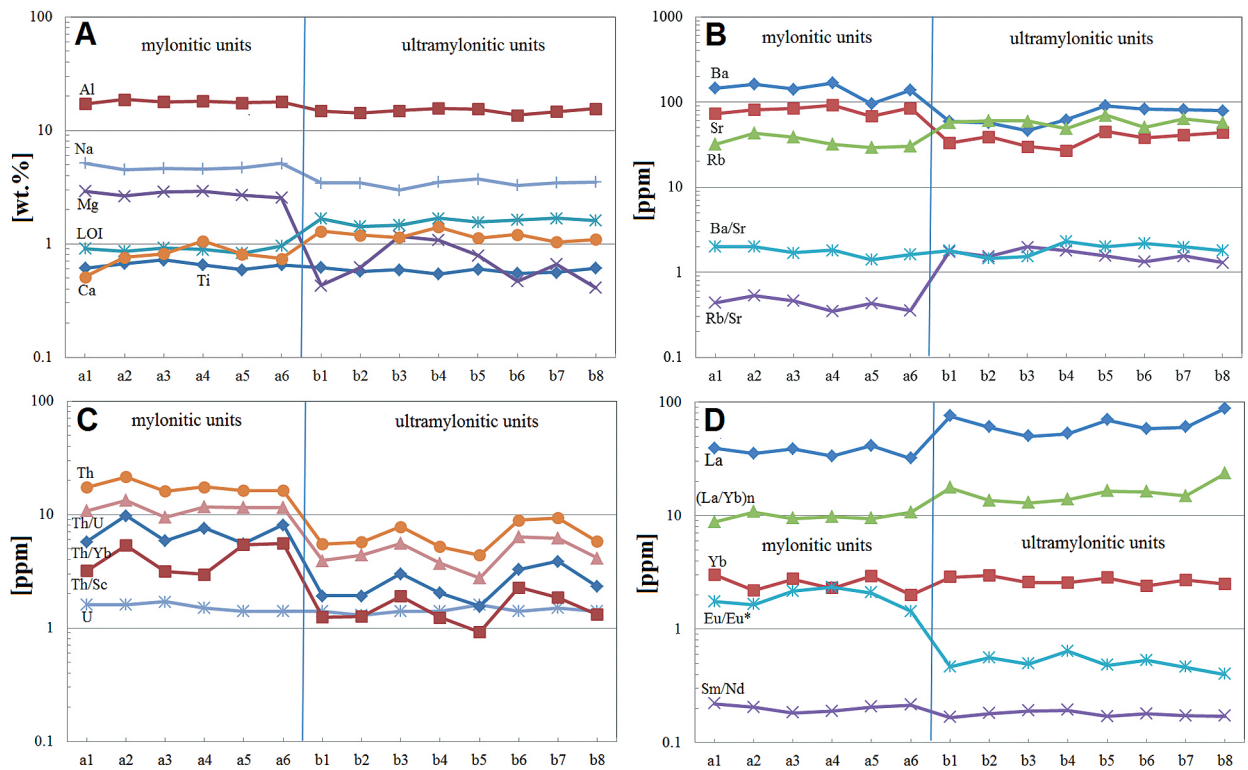 A
mylonitic units
ultramylonitic units
[wt.%]
100
10
1
0.1
Al
Na
Mg
LOI
Ca
Ti
a1 a2 a3 a4 a5 a6 b1 b2 b3 b4 b5 b6 b7 b8
B
mylonitic units
ultramylonitic units
[ppm]
1000
100
10
1
0.1
Ba
Sr
Rb
Ba/Sr
Rb/Sr
a1 a2 a3 a4 a5 a6 b1 b2 b3 b4 b5 b6 b7 b8
C
mylonitic units
ultramylonitic units
[ppm]
100
10
1
0.1
Th
Th/U
Th/Yb
Th/Sc
U
a1 a2 a3 a4 a5 a6 b1 b2 b3 b4 b5 b6 b7 b8
D
[ppm]
100
10
1
0.1
La
(La/Yb)n
mylonitic units
ultramylonitic units
Yb
Eu/Eu*
Sm/Nd
a1 a2 a3 a4 a5 a6 b1 b2 b3 b4 b5 b6 b7 b8